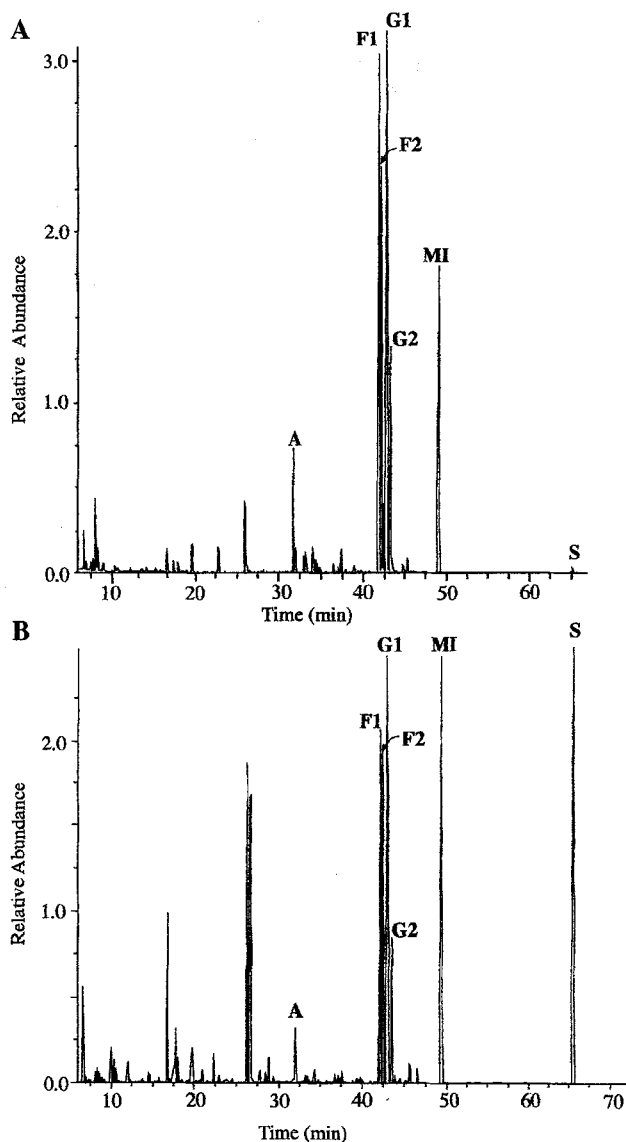 A
G1
F1
3.0
F2
2.0
MI
G2
Relative Abundance
1.0
A
S
0.0
10 20 30 40 50 60
Time (min)
B
G1 MI S
F1
F2
2.0
Relative Abundance
1.0
G2
A
0.0
10 20 30 40 50 60 70
Time (min)